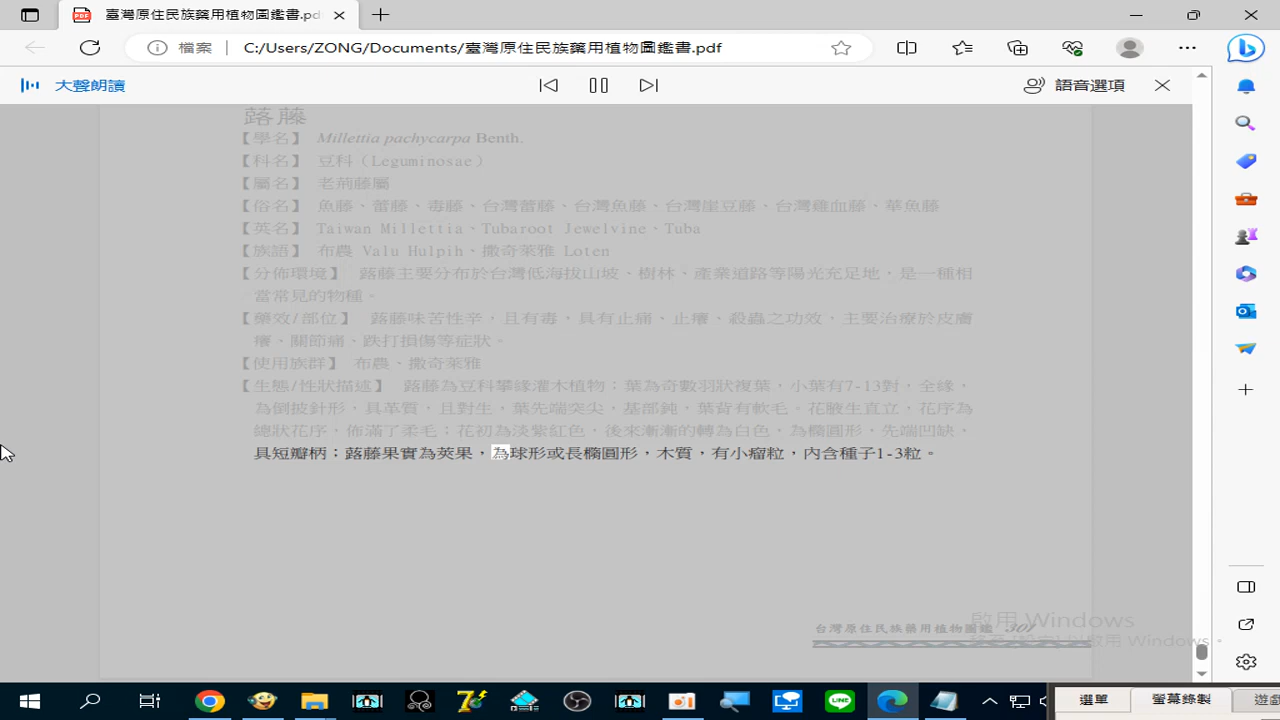 臺灣原住民族藥用植物圖鑑書.pdf
檔案 C:/Users/ZONG/Documents/臺灣原住民族藥用植物圖鑑書.pdf
大聲朗讀
語音選項
蕗藤
【學名】 Millettia pachycarpa Benth.
【科名】 豆科（Leguminosae）
【屬名】 老荊藤屬
【俗名】 魚藤、蕾藤、毒藤、台灣蕾藤、台灣魚藤、台灣崖豆藤、台灣雞血藤、華魚藤
【英名】 Taiwan Millettia、Tubaroot Jewelvine、Tuba
【族語】 布農 Valu Hulpih、撒奇萊雅 Loten
【分佈環境】 蕗藤主要分布於台灣低海拔山坡、樹林、產業道路等陽光充足地，是一種相
當常見的物種。
【藥效/部位】 蕗藤味苦性辛，且有毒。具有止痛、止癢、殺蟲之功效，主要治療於皮膚
癢、關節痛、跌打損傷等症狀。
【使用族群】 布農、撒奇萊雅
【生態/性狀描述】 蕗藤為豆科攀緣灌木植物；葉為奇數羽狀複葉，小葉有7-13對，全緣，
為倒披針形，具革質，且對生，葉先端突尖，基部鈍，葉背有軟毛。花腋生直立，花序為
總狀花序，佈滿了柔毛；花初為淡紫紅色，後來漸漸的轉為白色，為橢圓形，先端凹缺，
具短瓣柄；蕗藤果實為莢果，為球形或長橢圓形，木質，有小瘤粒，內含種子1-3粒。
台灣原住民族藥用植物圖鑑 301
啟用 Windows
選單
螢幕錄製